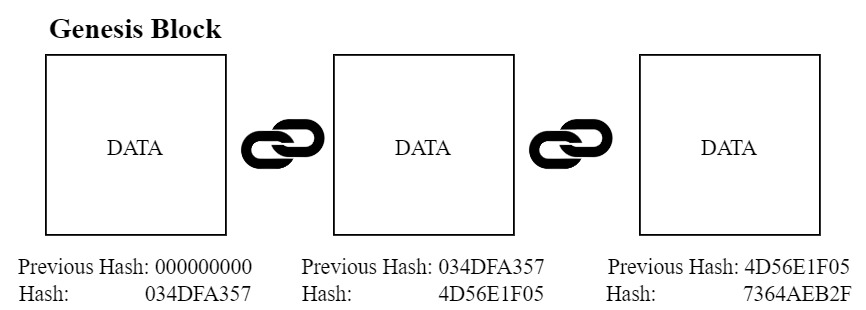 Genesis Block
DATA
DATA
DATA
Previous Hash: 000000000
Hash: 034DFA357
Previous Hash: 034DFA357
Hash: 4D56E1F05
Previous Hash: 4D56E1F05
Hash: 7364AEB2F